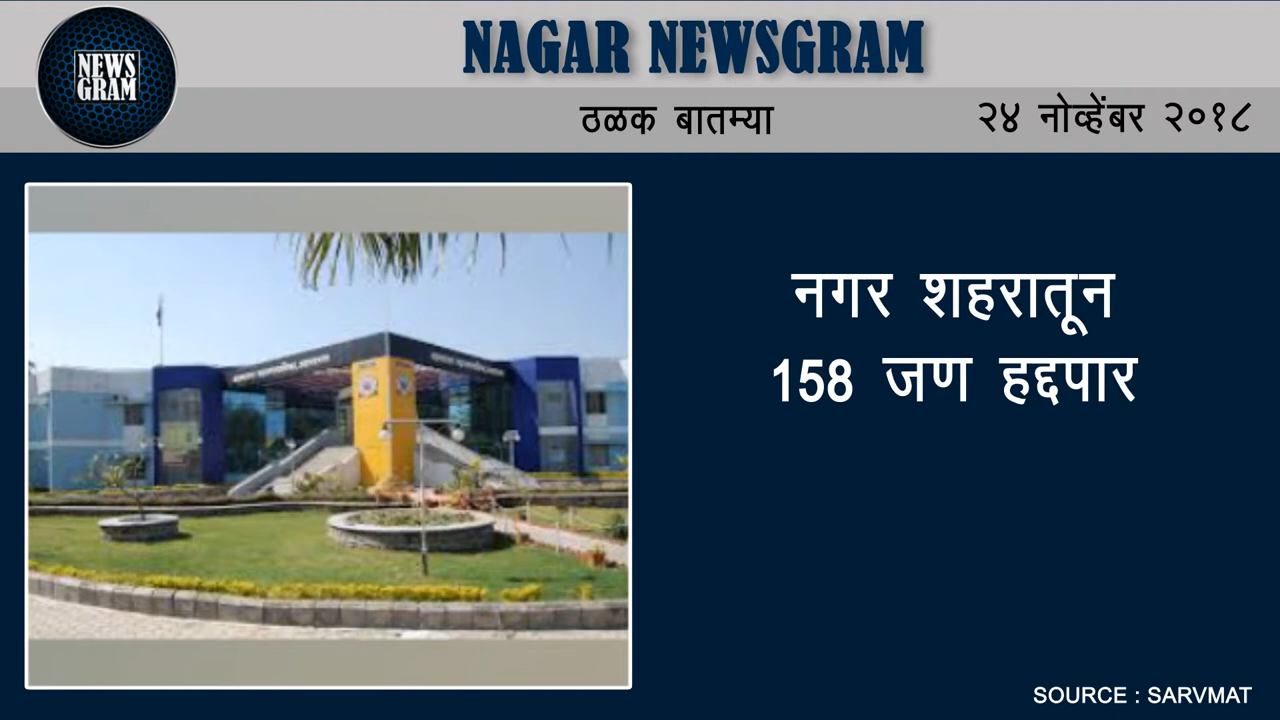 NEWS
GRAM
NAGAR NEWSGRAM
ठळक बातम्या
२४ नोव्हेंबर २०१८
नगर शहरातून
158 जण हद्दपार
SOURCE : SARVMAT